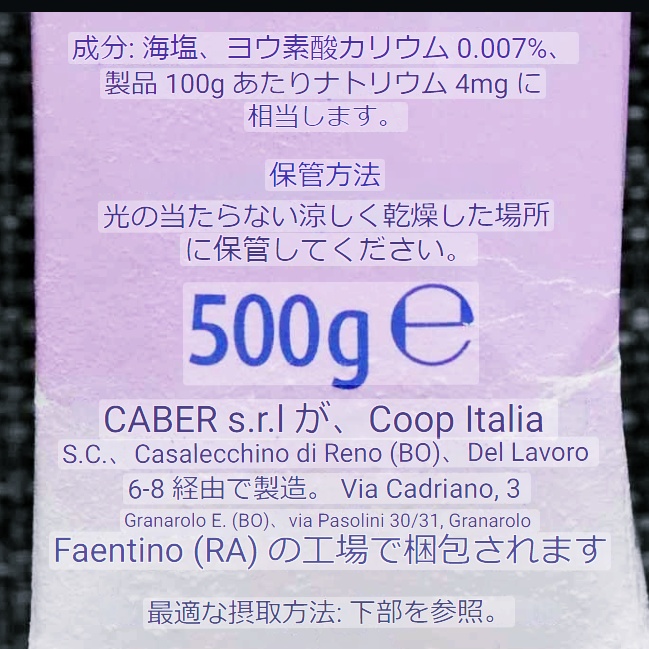 成分: 海塩、ヨウ素酸カリウム 0.007%、
製品 100g あたりナトリウム 4mg に
相当します。
保管方法
光の当たらない涼しく乾燥した場所
に保管してください。
500g e
CABER s.r.l が、Coop Italia
S.C.、Casalecchino di Reno (BO)、Del Lavoro
6-8 経由で製造。 Via Cadriano, 3
Granarolo E. (BO)、via Pasolini 30/31, Granarolo
Faentino (RA) の工場で梱包されます
最適な摂取方法: 下部を参照。